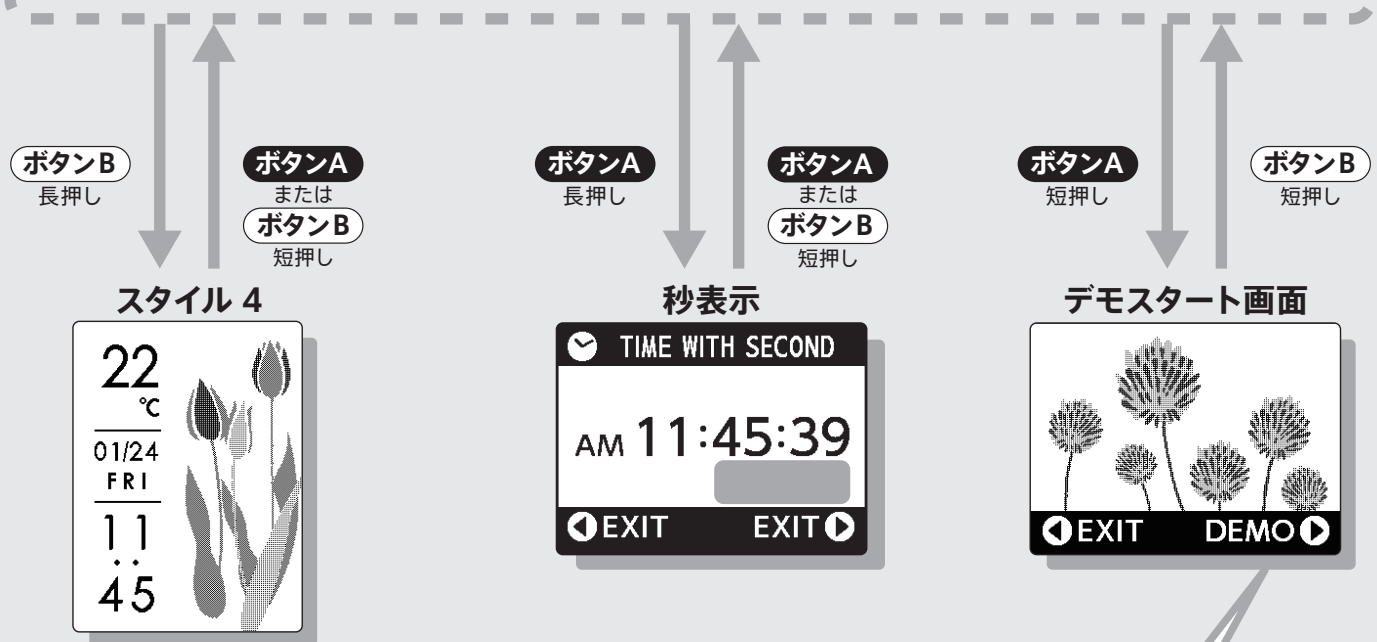 ボタンB
長押し
ボタンA
または
ボタンB
短押し
ボタンA
長押し
ボタンA
または
ボタンB
短押し
ボタンA
短押し
ボタンB
短押し
スタイル 4
22
℃
01/24
FRI
11
:
45
秒表示
TIME WITH SECOND
AM 11:45:39
EXIT EXIT
デモスタート画面
EXIT DEMO